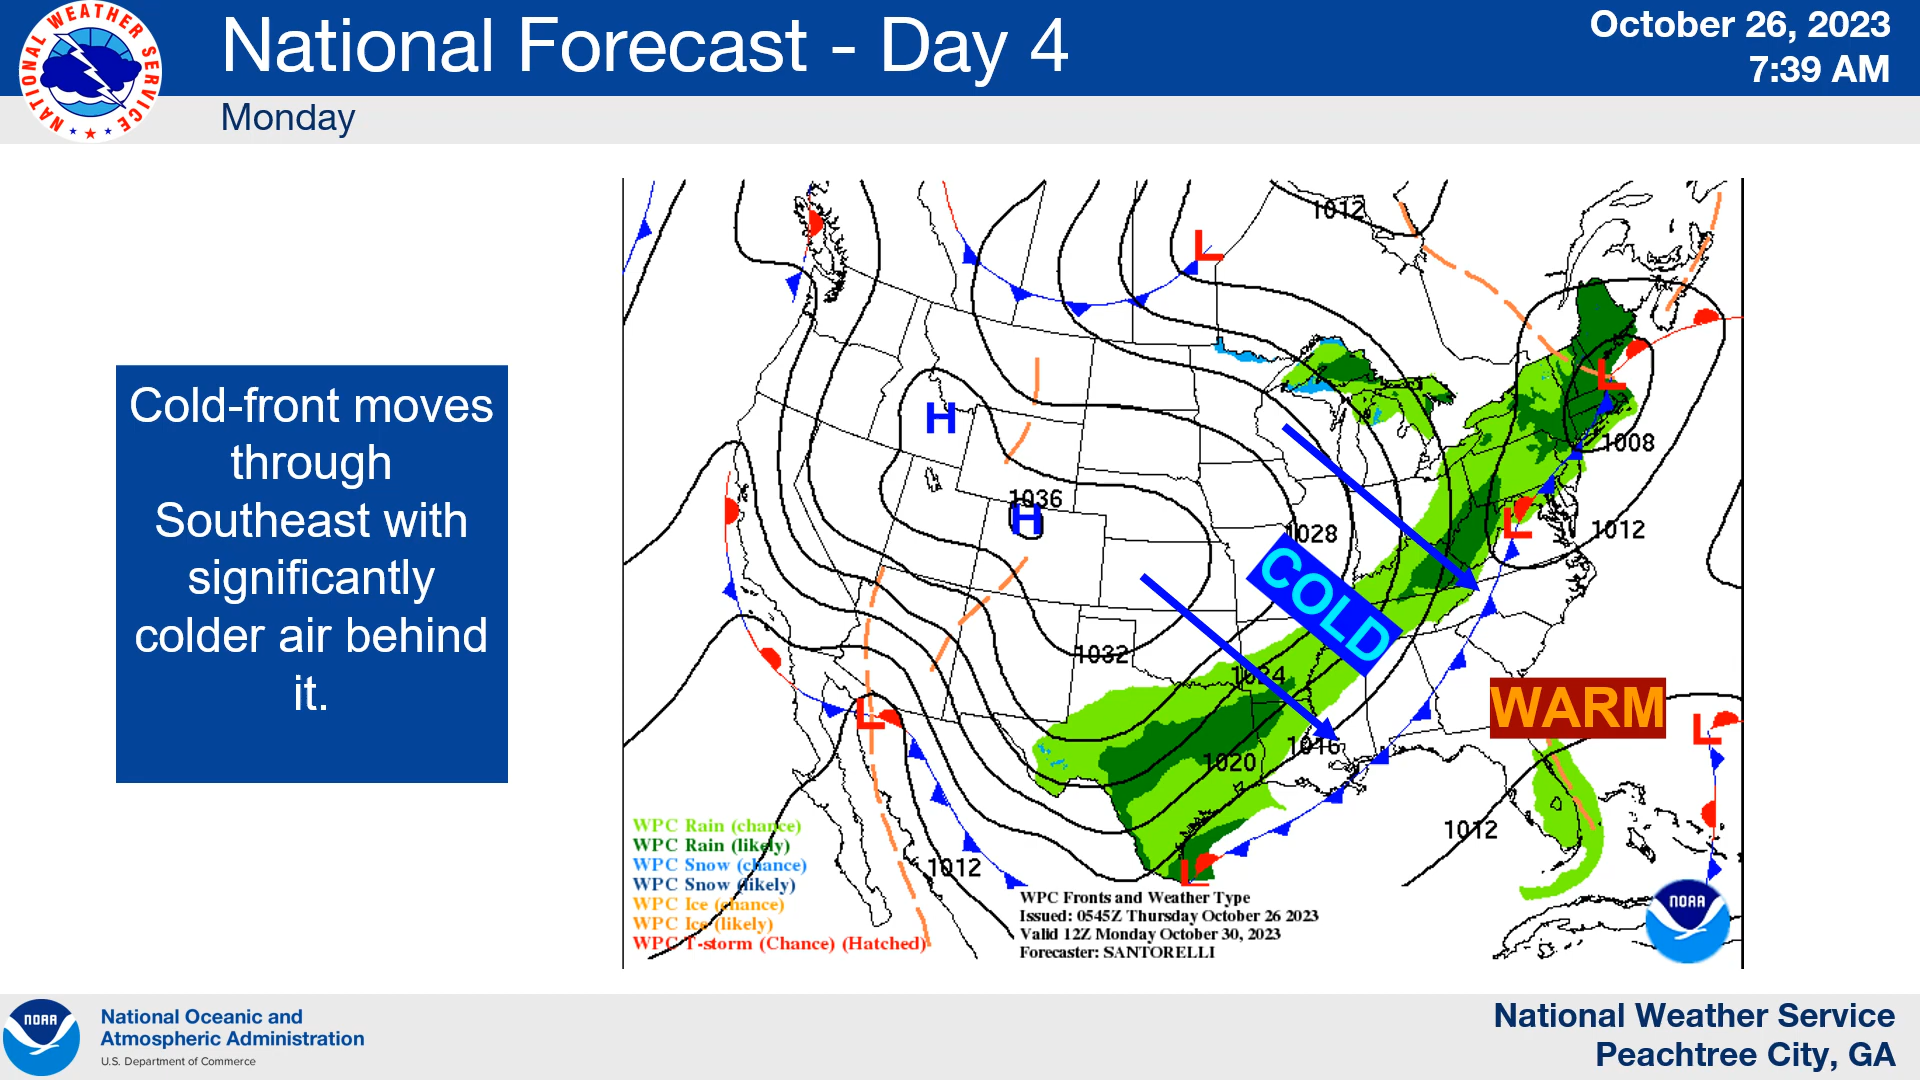 National Forecast - Day 4
October 26, 2023
7:39 AM
NATIONAL WEATHER SERVICE
Monday
Cold-front moves
through
Southeast with
significantly
colder air behind
it.
1012
L
H
L
1036
H
1008
1028
L
1012
COLD
1032
1024
WARM
L
L
1016
1020
1012
1012
L
WPC Rain (chance)
WPC Rain (likely)
WPC Snow (chance)
WPC Snow (likely)
WPC Ice (chance)
WPC Ice (likely)
WPC T-storm (Chance) (Hatched)
WPC Fronts and Weather Type
Issued: 0545Z Thursday October 26 2023
Valid 12Z Monday October 30, 2023
Forecaster: SANTORELLI
NOAA
NOAA
National Oceanic and
Atmospheric Administration
U.S. Department of Commerce
National Weather Service
Peachtree City, GA